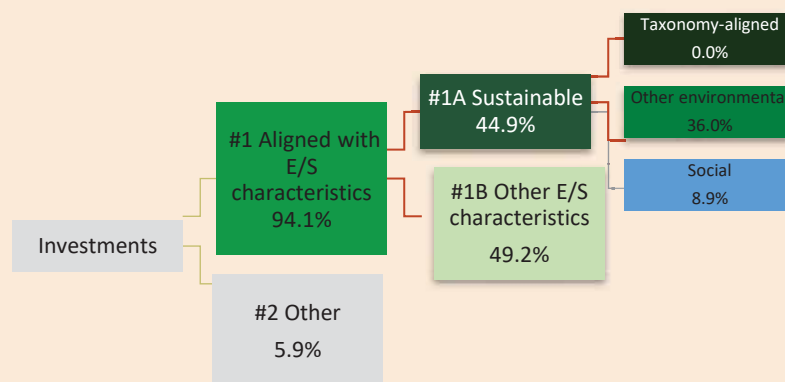 Taxonomy-aligned
0.0%
#1A Sustainable
44.9%
Other environmenta
36.0%
#1 Aligned with
E/S
characteristics
94.1%
Social
8.9%
#1B Other E/S
characteristics
49.2%
Investments
#2 Other
5.9%